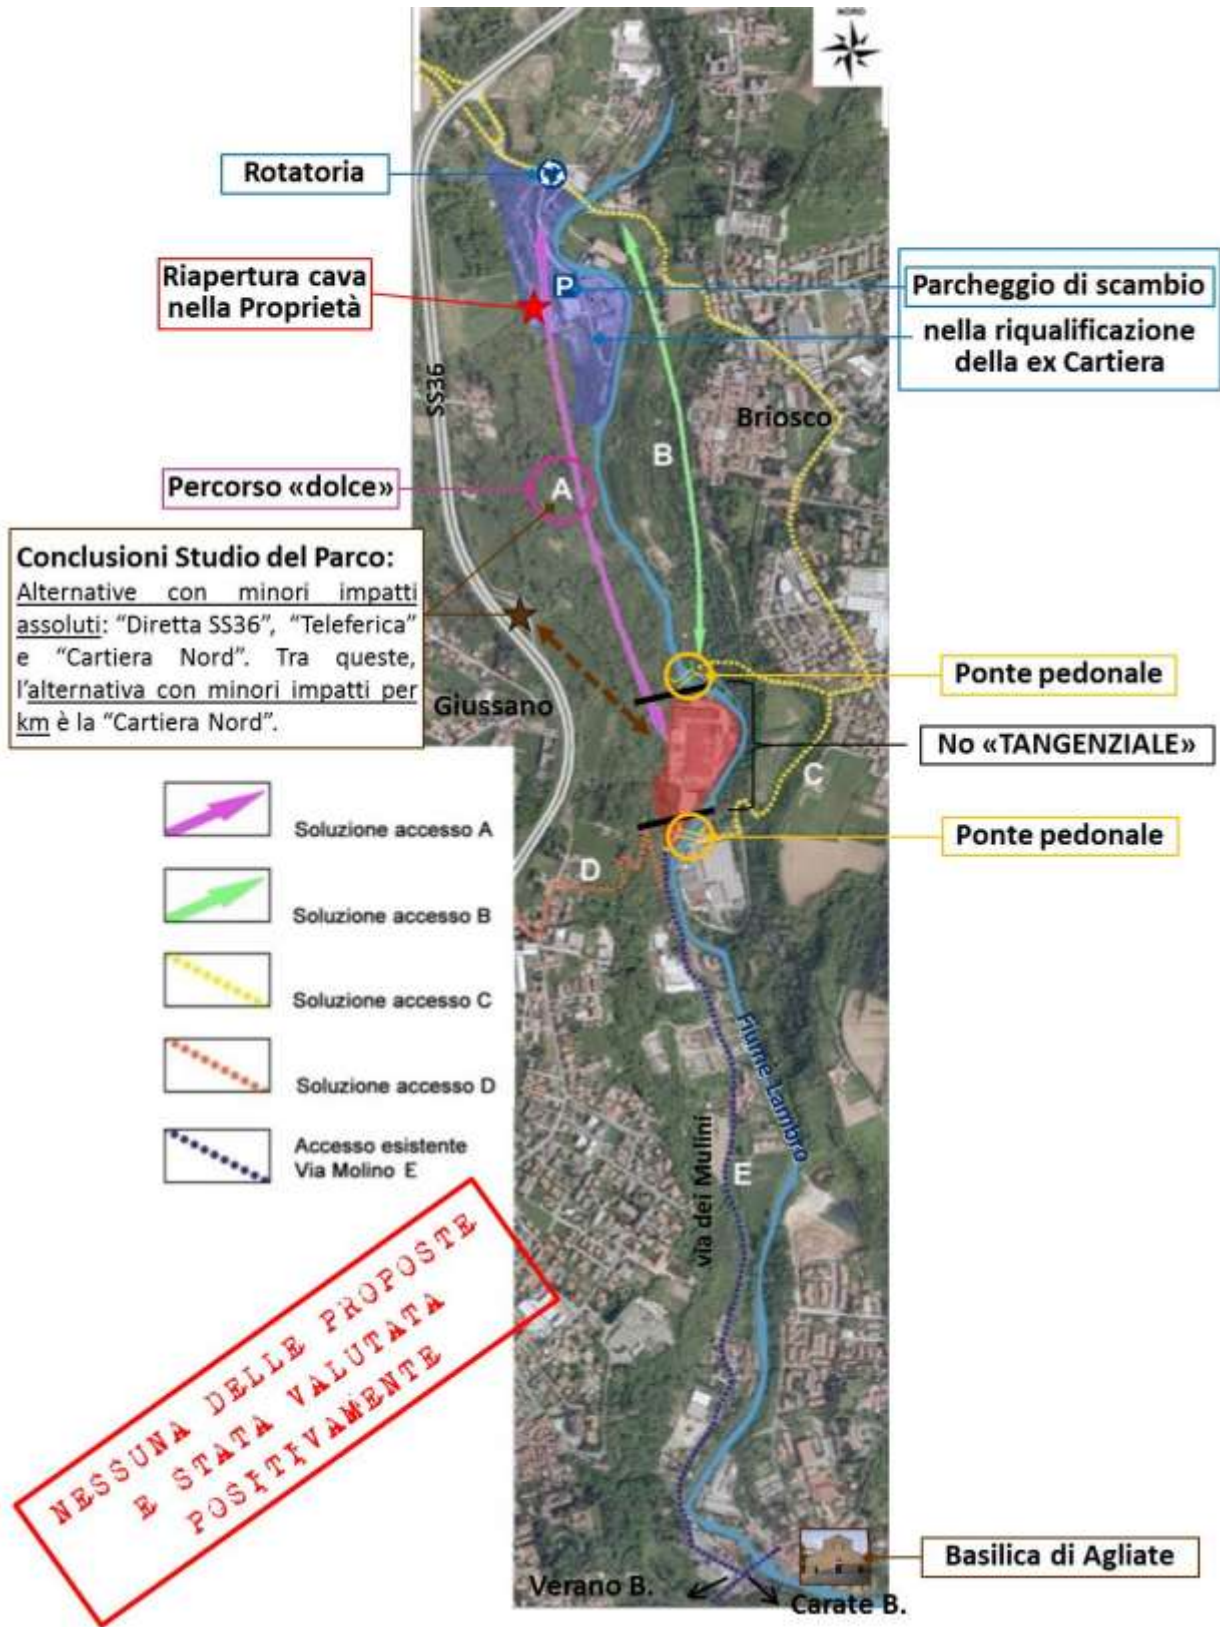 NORD
Rotatoria
Riapertura cava
nella Proprietà
P
Parcheggio di scambio
nella riqualificazione
della ex Cartiera
SS36
Briosco
B
Percorso «dolce»
A
Conclusioni Studio del Parco:
Alternative con minori impatti
assoluti: “Diretta SS36”, “Teleferica”
e “Cartiera Nord”. Tra queste,
l’alternativa con minori impatti per
km è la “Cartiera Nord”.
Giussano
Ponte pedonale
No «TANGENZIALE»
C
Ponte pedonale
D
Soluzione accesso A
Soluzione accesso B
Soluzione accesso C
Soluzione accesso D
Accesso esistente
Via Molino E
Fiume Lambro
via dei Mulini
E
NESSUNA DELLE PROPOSTE
E STATA VALUTATA
POSITIVAMENTE
Basilica di Agliate
Verano B.
Carate B.